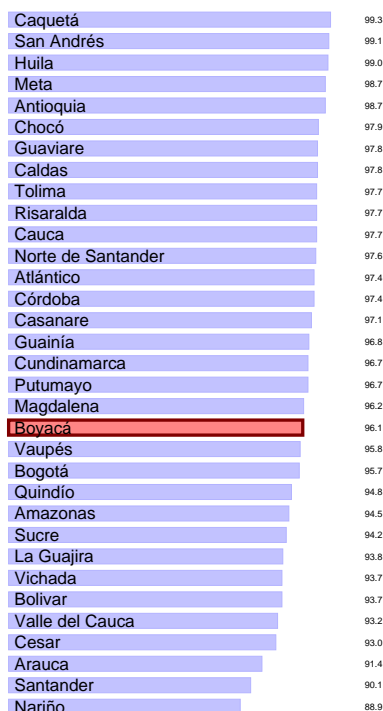 Caquetá 99.3
San Andrés 99.1
Huila 99.0
Meta 98.7
Antioquia 98.7
Chocó 97.9
Guaviare 97.8
Caldas 97.8
Tolima 97.7
Risaralda 97.7
Cauca 97.7
Norte de Santander 97.6
Atlántico 97.4
Córdoba 97.4
Casanare 97.1
Guainía 96.8
Cundinamarca 96.7
Putumayo 96.7
Magdalena 96.2
Boyacá 96.1
Vaupés 95.8
Bogotá 95.7
Quindío 94.8
Amazonas 94.5
Sucre 94.2
La Guajira 93.8
Vichada 93.7
Bolivar 93.7
Valle del Cauca 93.2
Cesar 93.0
Arauca 91.4
Santander 90.1
Nariño 88.9